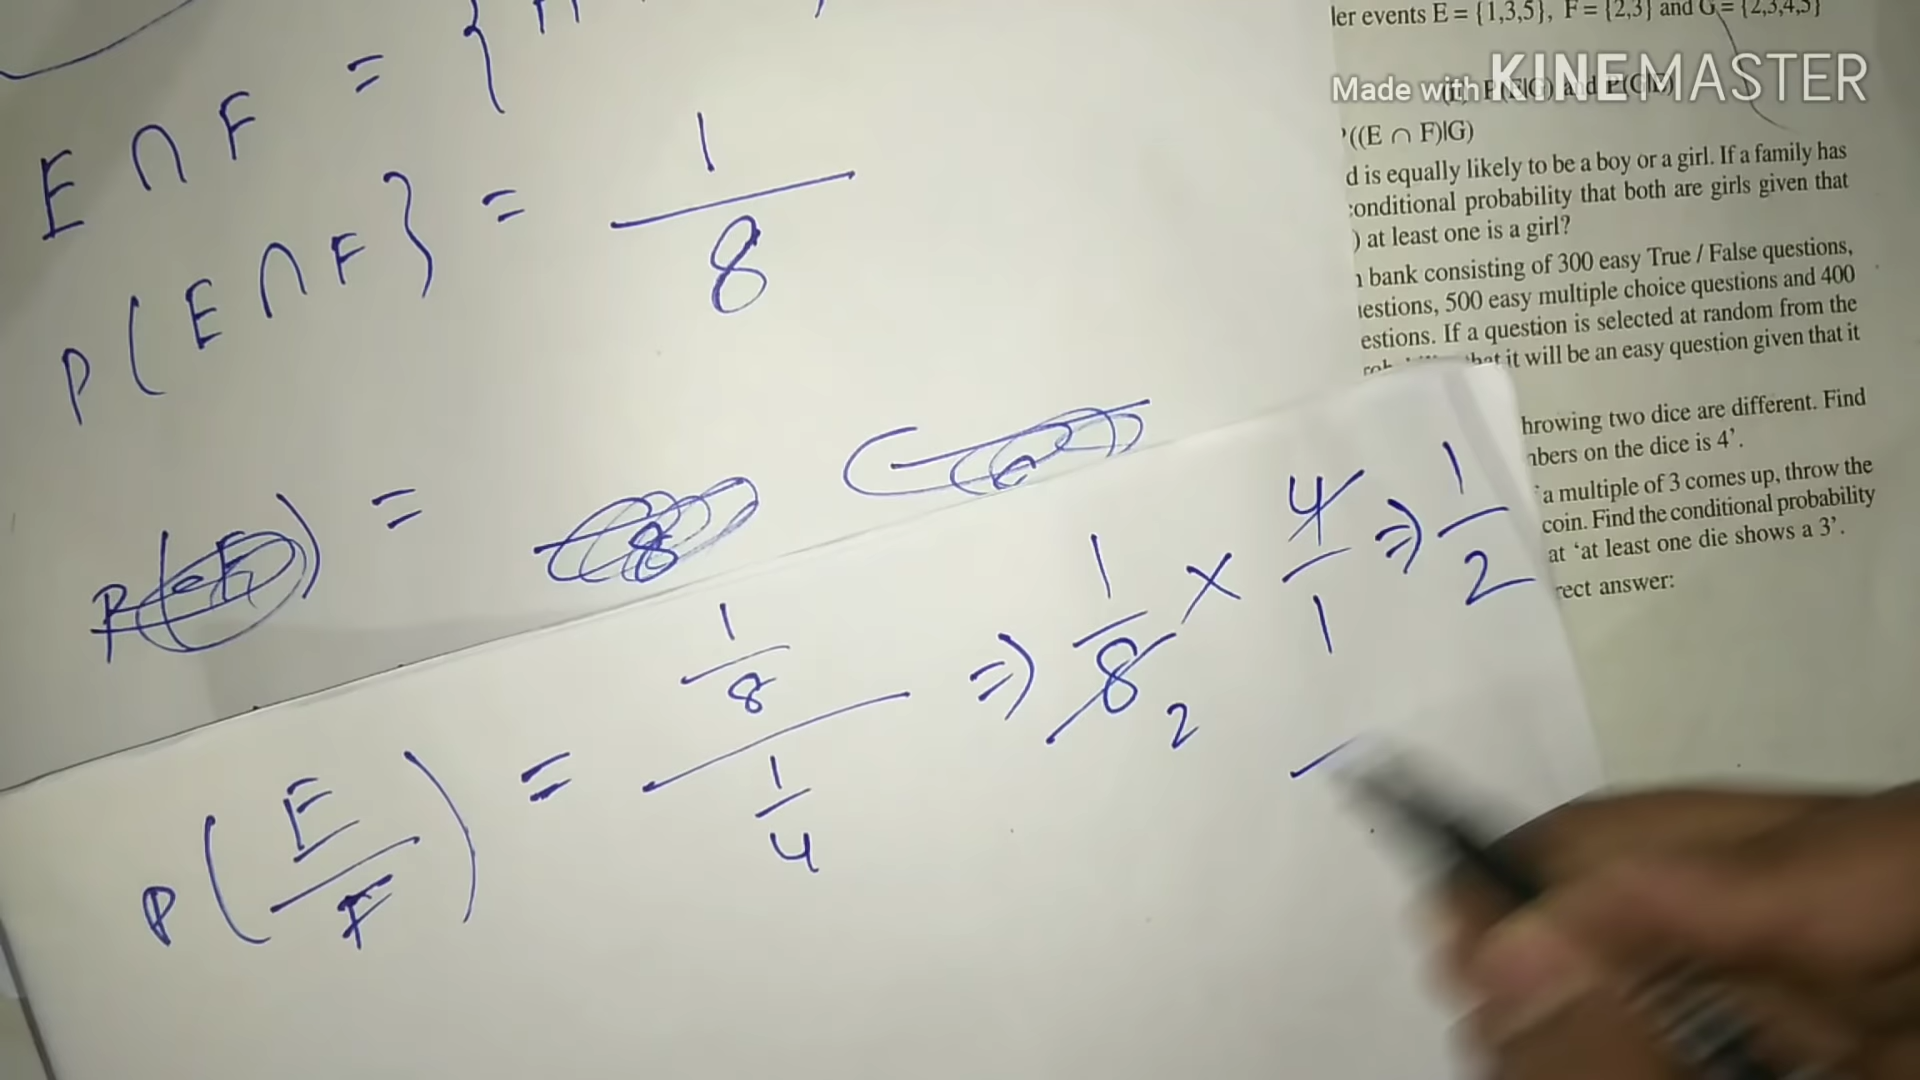 E ∩ F = {
P(E ∩ F} = 1/8
=
P(E/F) = (1/8)/(1/4) => 1/8 2 × 4/1 => 1/2
ler events E = {1,3,5}, F = {2,3} and G = {2,3,4,5}
Made with KINEMASTER
P(E|G) and P(G|E)
((E ∩ F)|G)
d is equally likely to be a boy or a girl. If a family has
onditional probability that both are girls given that
) at least one is a girl?
bank consisting of 300 easy True / False questions,
estions, 500 easy multiple choice questions and 400
estions. If a question is selected at random from the
that it will be an easy question given that it
hrowing two dice are different. Find
nbers on the dice is 4’.
a multiple of 3 comes up, throw the
coin. Find the conditional probability
at ‘at least one die shows a 3’.
rect answer: